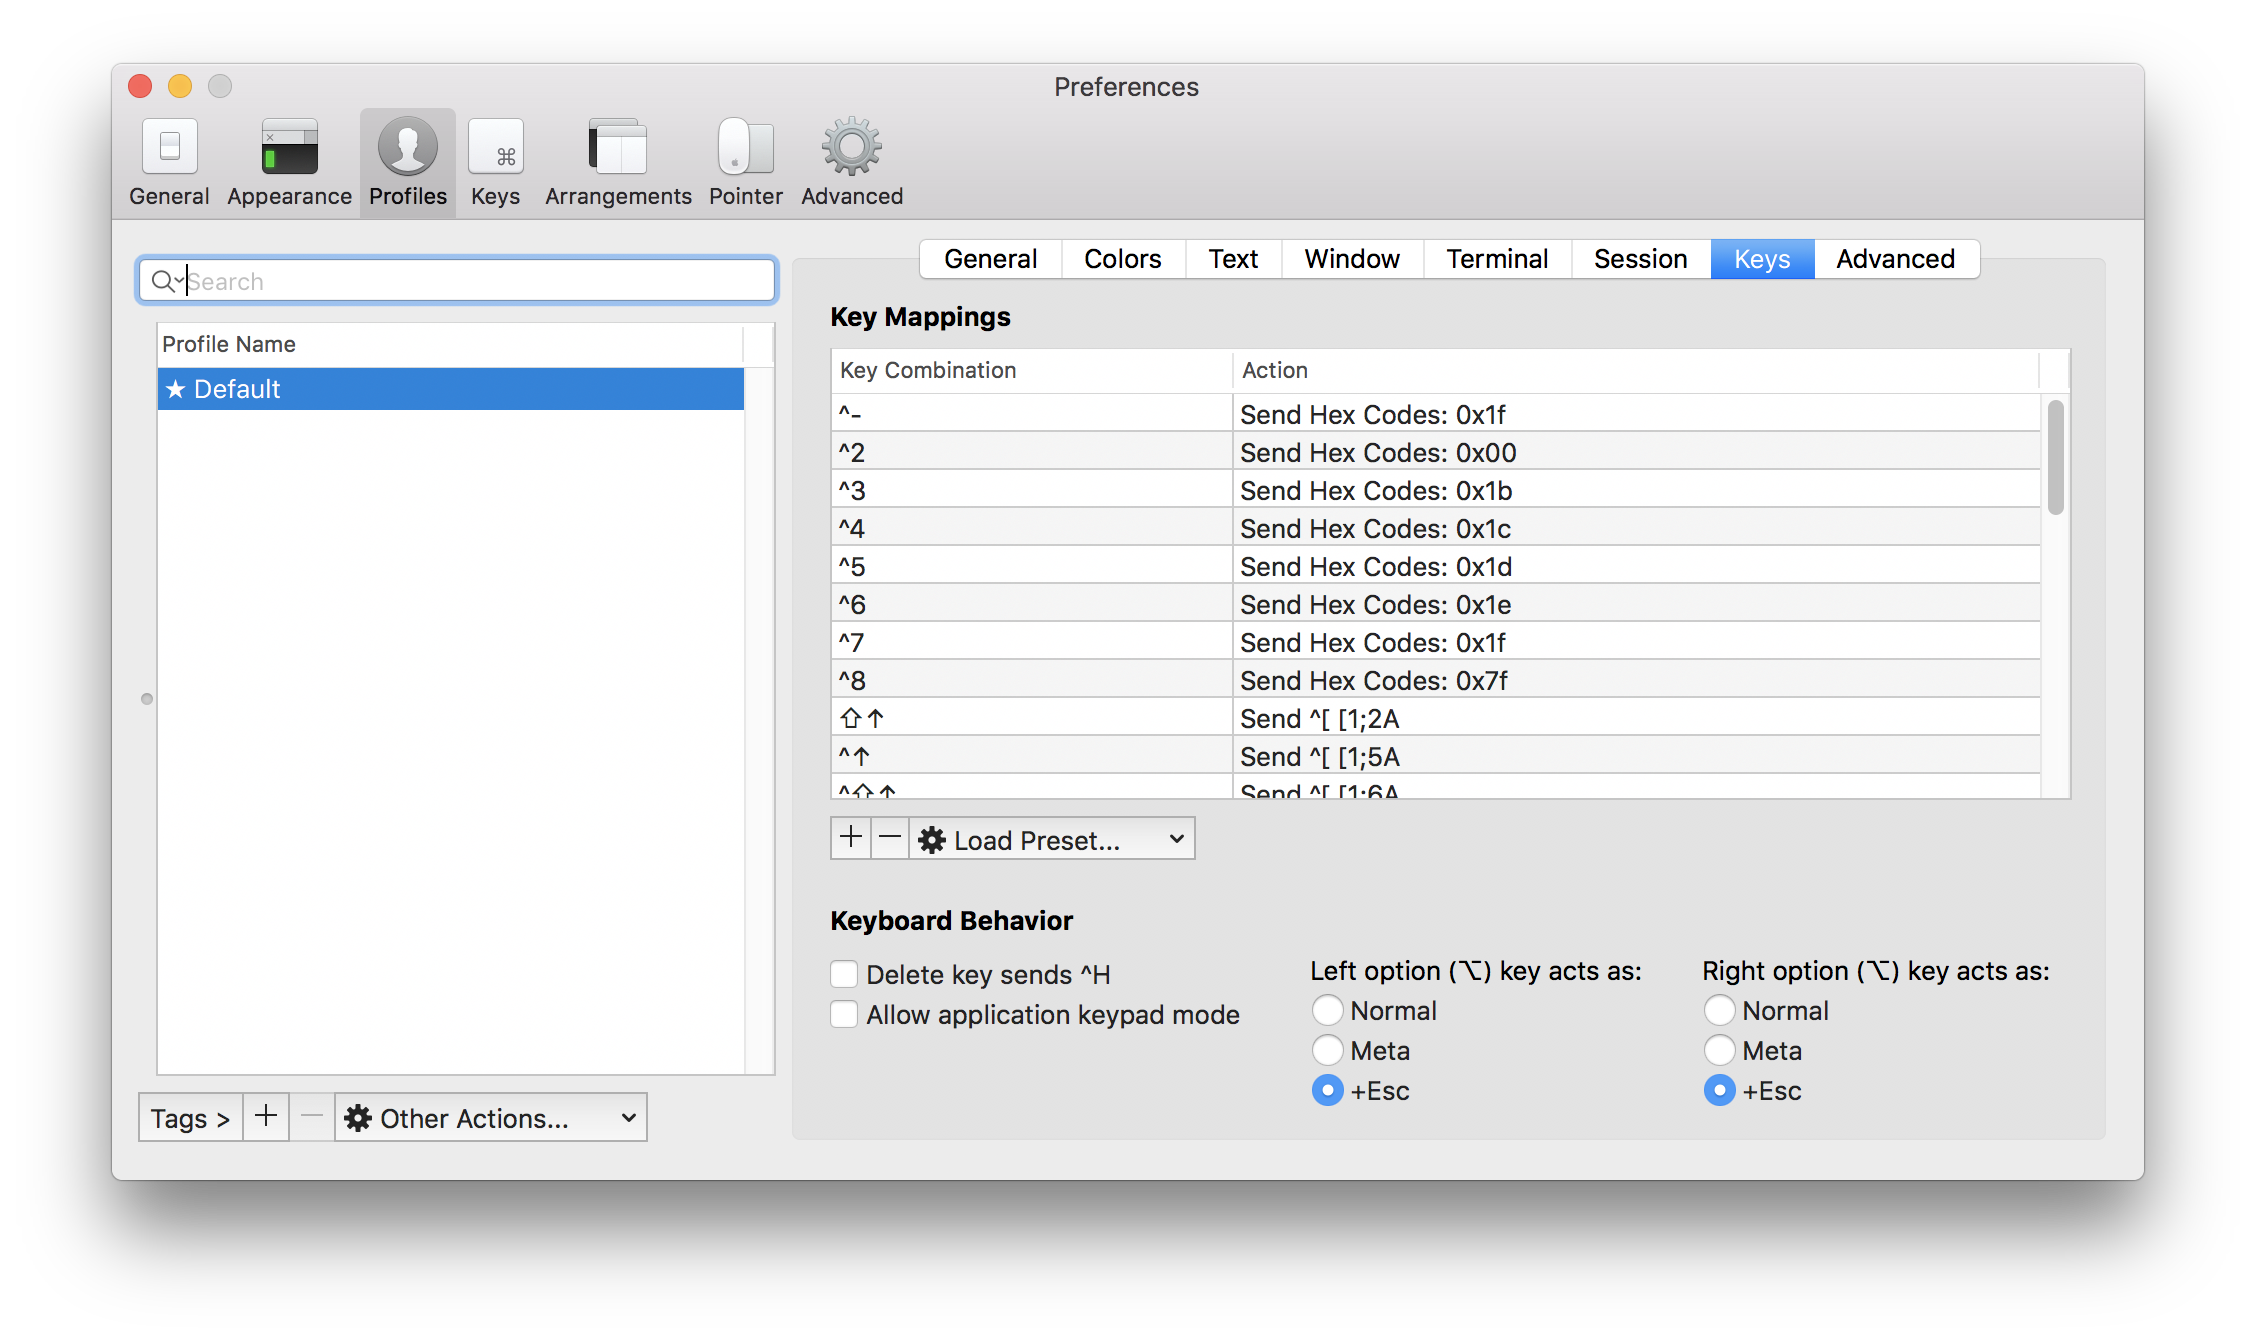 Preferences
General Appearance Profiles Keys Arrangements Pointer Advanced
Search
Profile Name
★ Default
General Colors Text Window Terminal Session Keys Advanced
Key Mappings
Key Combination Action
^- Send Hex Codes: 0x1f
^2 Send Hex Codes: 0x00
^3 Send Hex Codes: 0x1b
^4 Send Hex Codes: 0x1c
^5 Send Hex Codes: 0x1d
^6 Send Hex Codes: 0x1e
^7 Send Hex Codes: 0x1f
^8 Send Hex Codes: 0x7f
⇧↑ Send ^[ [1;2A
^↑ Send ^[ [1;5A
^⇧↑ Send ^[ [1;6A
+ − Load Preset...
Keyboard Behavior
Delete key sends ^H
Allow application keypad mode
Left option (⌥) key acts as:
Normal
Meta
+Esc
Right option (⌥) key acts as:
Normal
Meta
+Esc
Tags > + − Other Actions...